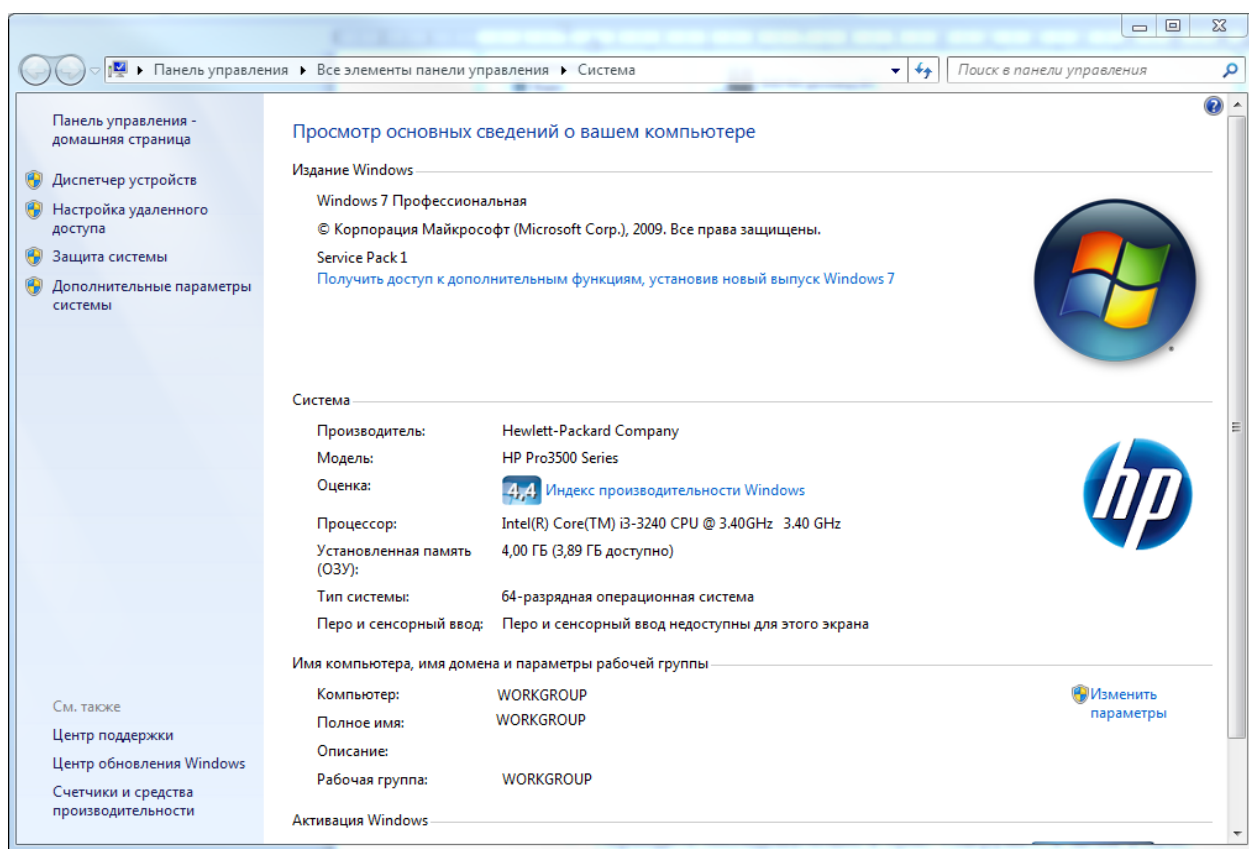 Панель управления ▸ Все элементы панели управления ▸ Система
Поиск в панели управления
Панель управления -
домашняя страница
Диспетчер устройств
Настройка удаленного
доступа
Защита системы
Дополнительные параметры
системы
См. также
Центр поддержки
Центр обновления Windows
Счетчики и средства
производительности
Просмотр основных сведений о вашем компьютере
Издание Windows
Windows 7 Профессиональная
© Корпорация Майкрософт (Microsoft Corp.), 2009. Все права защищены.
Service Pack 1
Получить доступ к дополнительным функциям, установив новый выпуск Windows 7
Система
Производитель: Hewlett-Packard Company
Модель: HP Pro3500 Series
Оценка: 4,4 Индекс производительности Windows
Процессор: Intel(R) Core(TM) i3-3240 CPU @ 3.40GHz 3.40 GHz
Установленная память 4,00 ГБ (3,89 ГБ доступно)
(ОЗУ):
Тип системы: 64-разрядная операционная система
Перо и сенсорный ввод: Перо и сенсорный ввод недоступны для этого экрана
hp
Имя компьютера, имя домена и параметры рабочей группы
Компьютер: WORKGROUP
Изменить
параметры
Полное имя: WORKGROUP
Описание:
Рабочая группа: WORKGROUP
Активация Windows